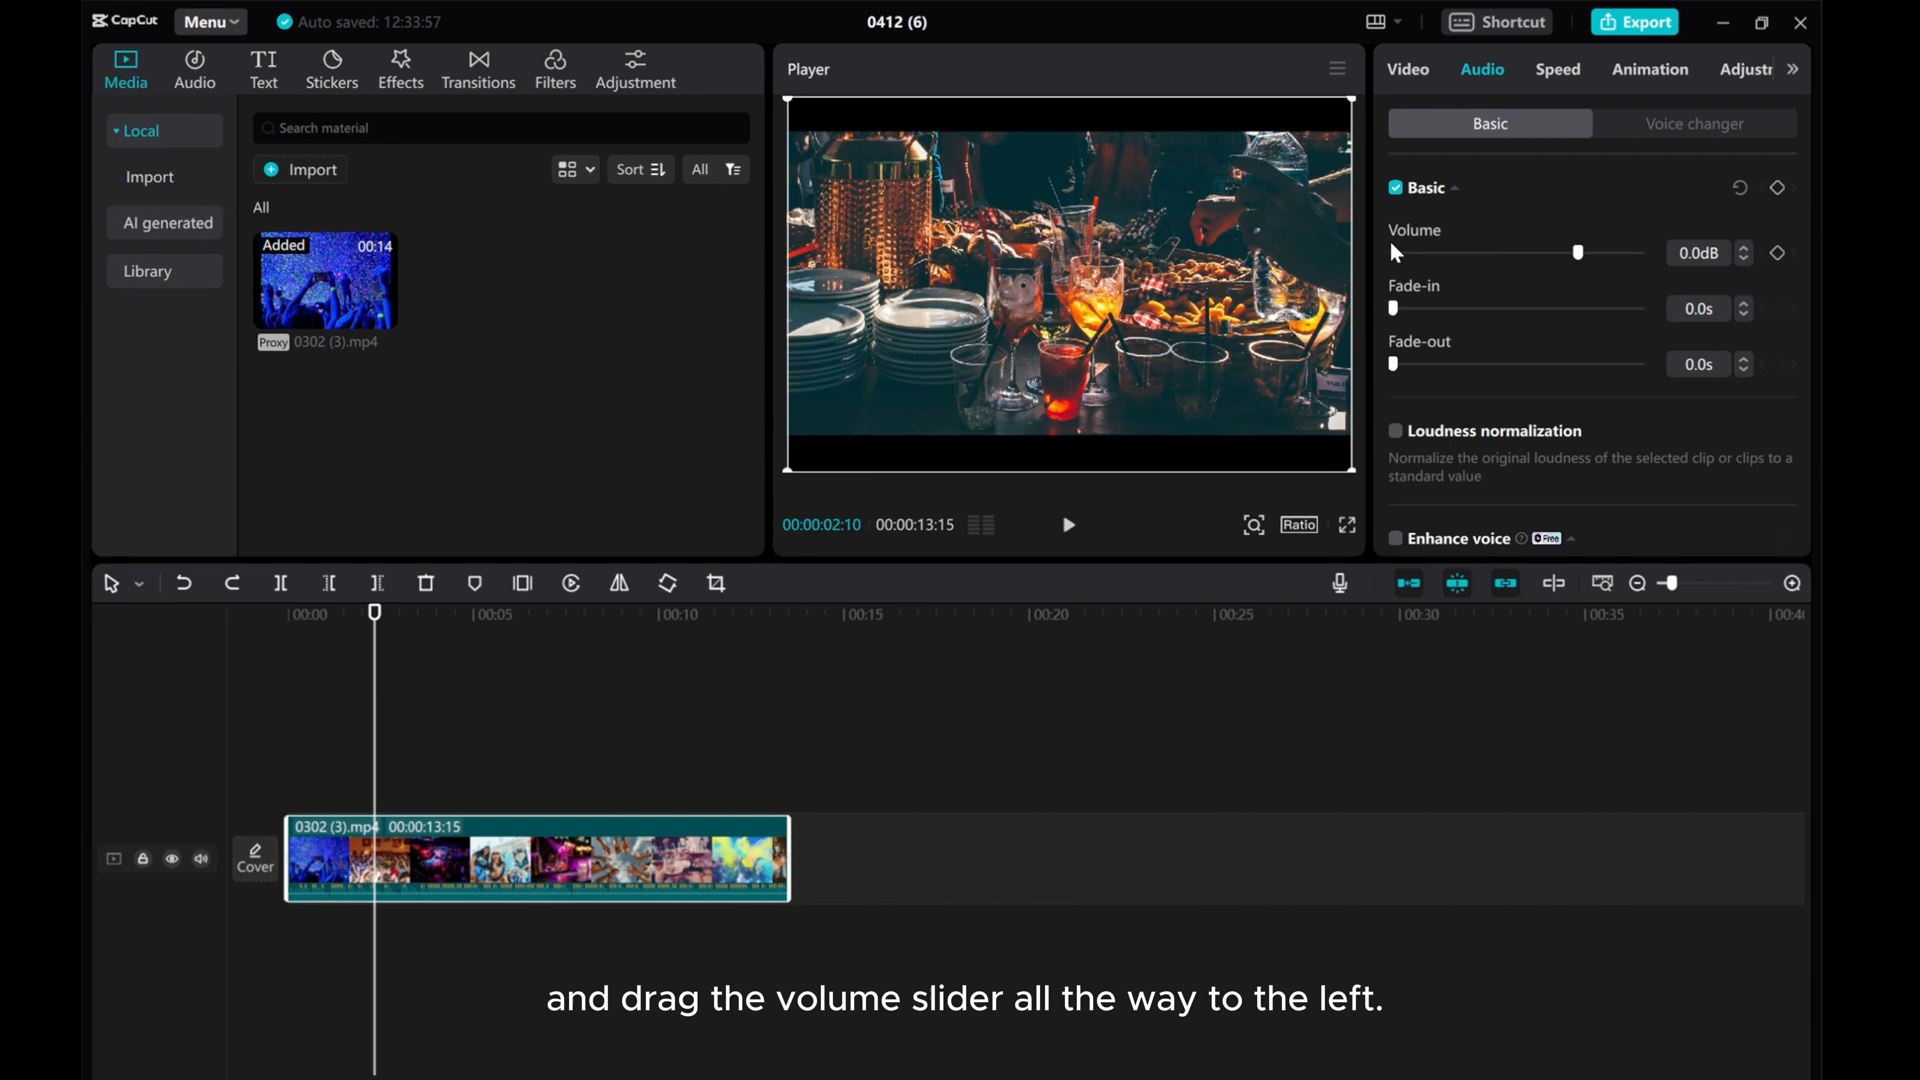 CapCut
Menu
Auto saved: 12:33:57
0412 (6)
Shortcut
Export
Media
Audio
Text
Stickers
Effects
Transitions
Filters
Adjustment
Local
Import
AI generated
Library
Search material
Import
Sort
All
All
Added
00:14
Proxy
0302 (3).mp4
Player
00:00:02:10
00:00:13:15
Ratio
Video
Audio
Speed
Animation
Adjustr
Basic
Voice changer
Basic
Volume
0.0dB
Fade-in
0.0s
Fade-out
0.0s
Loudness normalization
Normalize the original loudness of the selected clip or clips to a
standard value
Enhance voice
Free
00:00
00:05
00:10
00:15
00:20
00:25
00:30
00:35
00:40
0302 (3).mp4 00:00:13:15
Cover
and drag the volume slider all the way to the left.